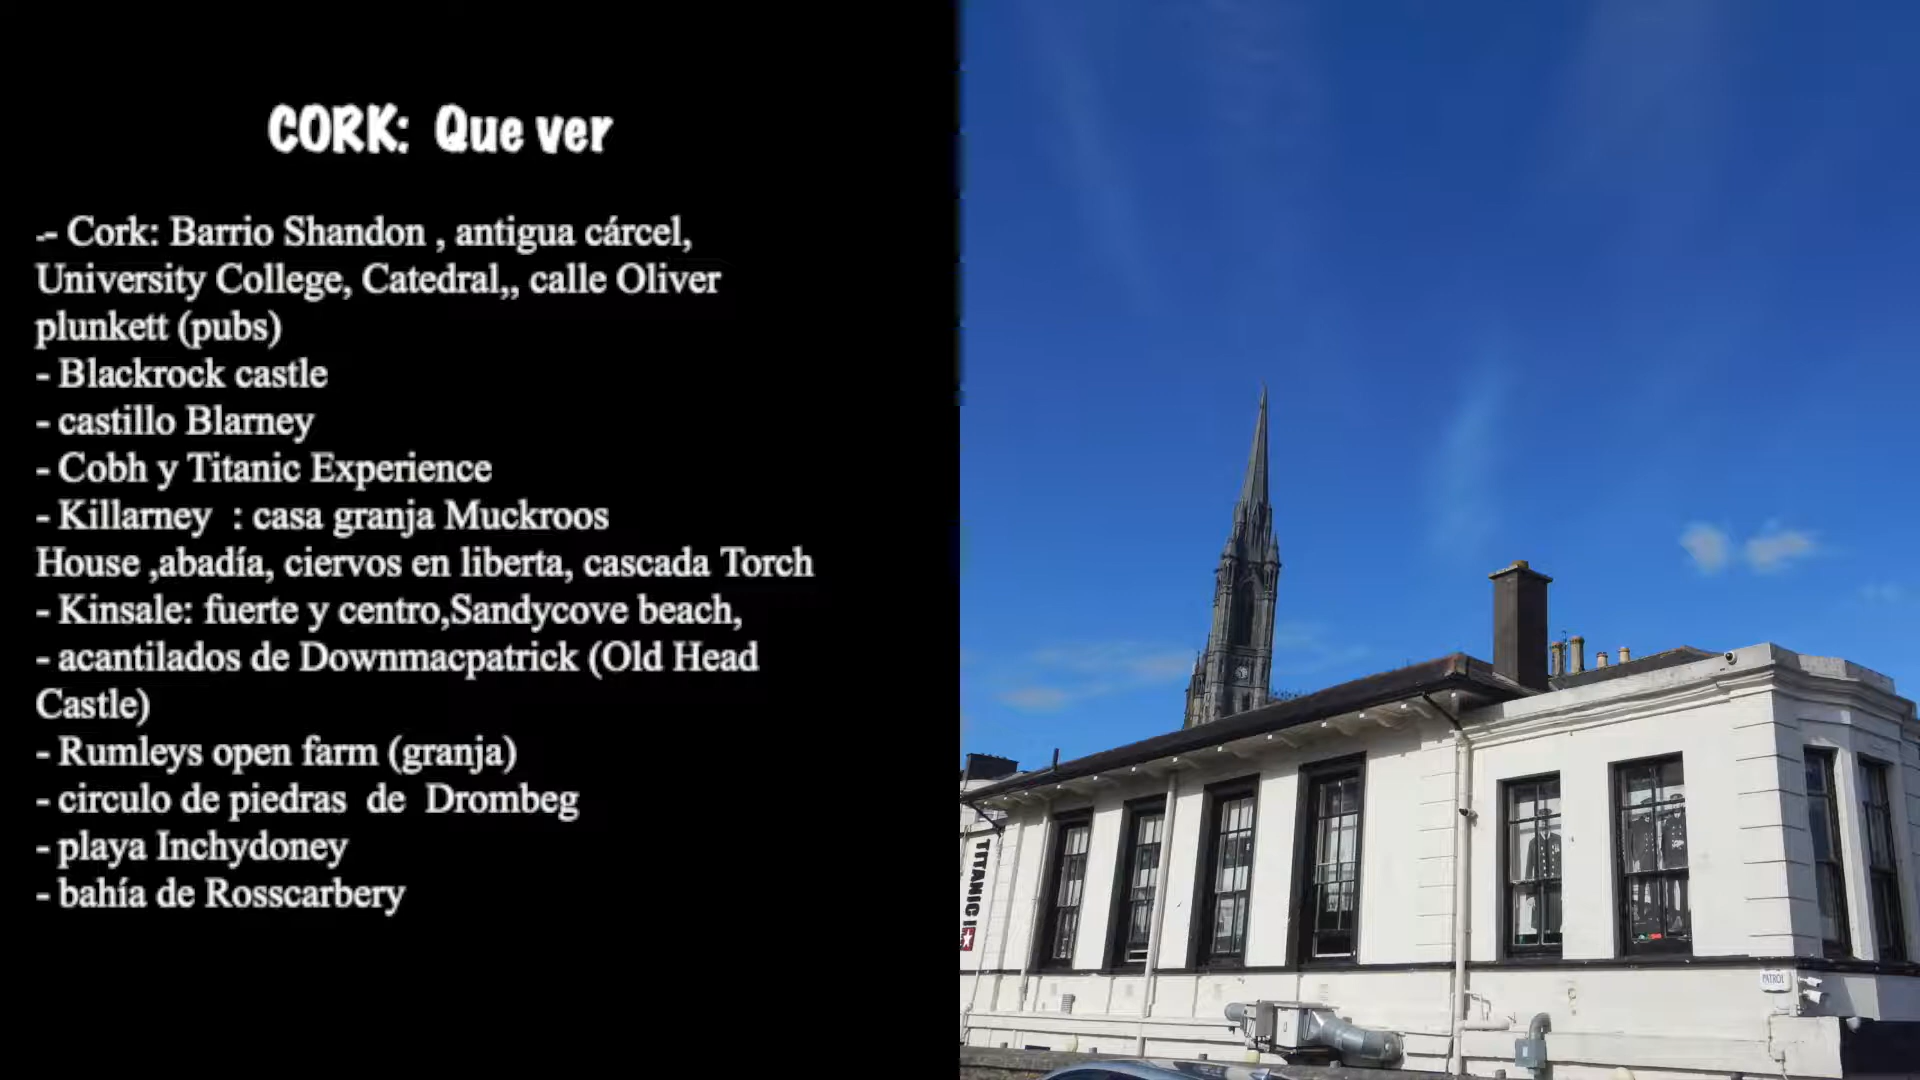 CORK: Que ver
-- Cork: Barrio Shandon , antigua cárcel,
University College, Catedral,, calle Oliver
plunkett (pubs)
- Blackrock castle
- castillo Blarney
- Cobh y Titanic Experience
- Killarney : casa granja Muckroos
House ,abadía, ciervos en liberta, cascada Torch
- Kinsale: fuerte y centro,Sandycove beach,
- acantilados de Downmacpatrick (Old Head
Castle)
- Rumleys open farm (granja)
- circulo de piedras de Drombeg
- playa Inchydoney
- bahía de Rosscarbery
TITANIC
PATROL